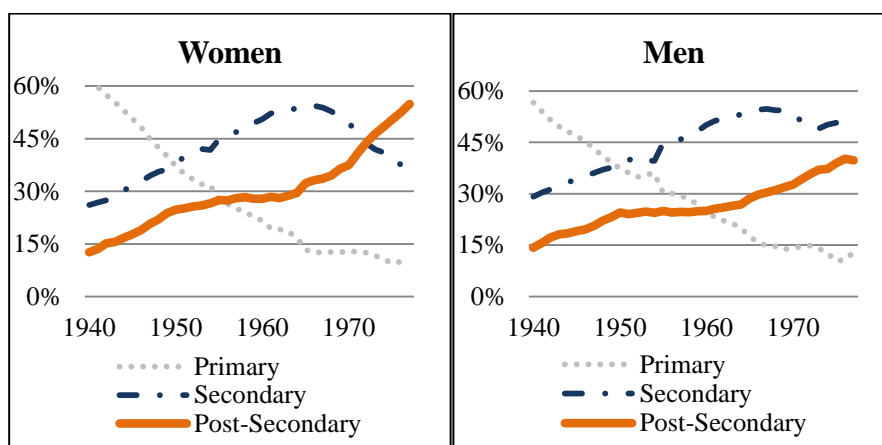 Women
60%
45%
30%
15%
0%
1940 1950 1960 1970
Primary
Secondary
Post-Secondary
Men
60%
45%
30%
15%
0%
1940 1950 1960 1970
Primary
Secondary
Post-Secondary